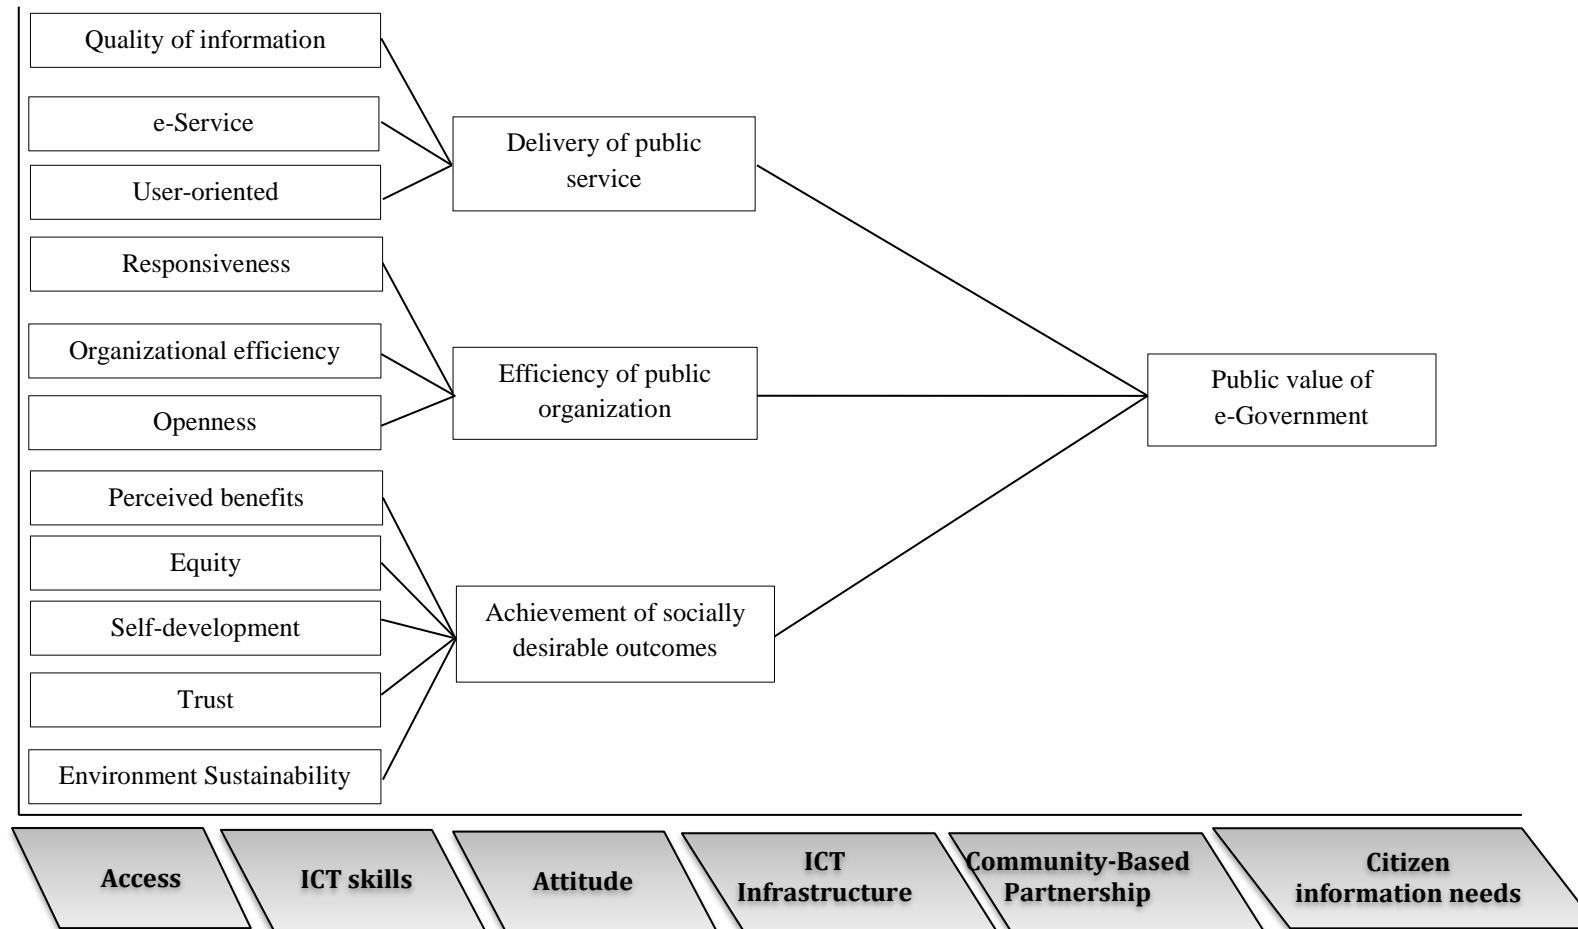 Quality of information
e-Service
User-oriented
Responsiveness
Organizational efficiency
Openness
Perceived benefits
Equity
Self-development
Trust
Environment Sustainability
Delivery of public
service
Efficiency of public
organization
Achievement of socially
desirable outcomes
Public value of
e-Government
Access
ICT skills
Attitude
ICT
Infrastructure
Community-Based
Partnership
Citizen
information needs